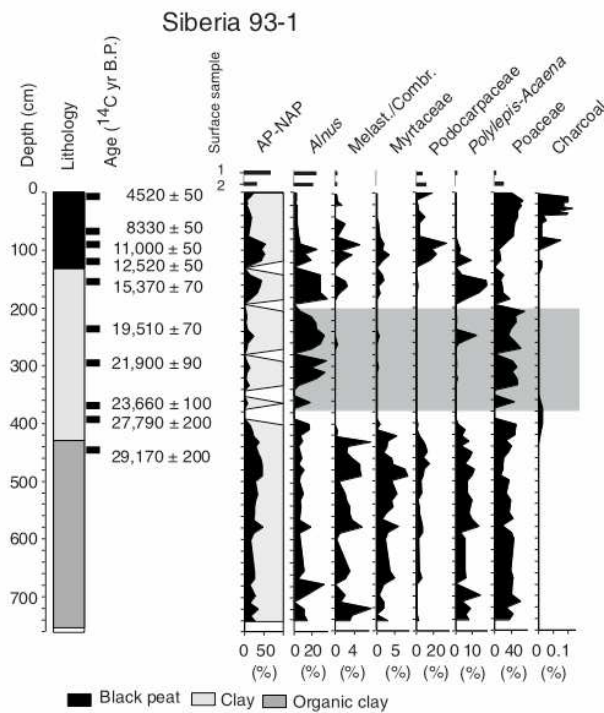 Siberia 93-1
Depth (cm)
Lithology
Age (¹⁴C yr B.P.)
Surface sample
AP-NAP
Alnus
Melast./Combr.
Myrtaceae
Podocarpaceae
Polylepis-Acaena
Poaceae
Charcoal
1
2
0
100
200
300
400
500
600
700
4520 ± 50
8330 ± 50
11,000 ± 50
12,520 ± 50
15,370 ± 70
19,510 ± 70
21,900 ± 90
23,660 ± 100
27,790 ± 200
29,170 ± 200
0 50 0 20 0 4 0 5 0 20 0 10 0 40 0 0.1
(%) (%) (%) (%) (%) (%) (%) (%)
Black peat Clay Organic clay